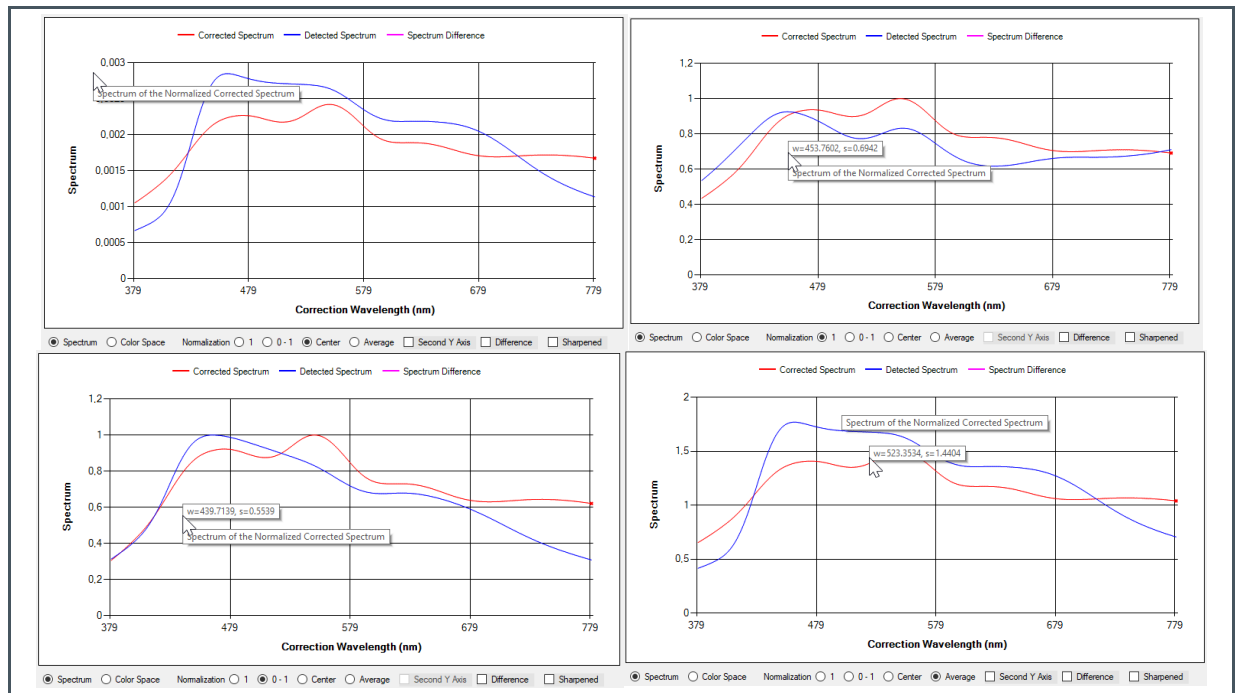 Corrected Spectrum Detected Spectrum Spectrum Difference
0,003
Spectrum of the Normalized Corrected Spectrum
0,002
0,0015
0,001
0,0005
0
Spectrum
379 479 579 679 779
Correction Wavelength (nm)
Spectrum Color Space Normalization 1 0 - 1 Center Average Second Y Axis Difference Sharpened
Corrected Spectrum Detected Spectrum Spectrum Difference
1,2
1
0,8
w=453.7602, s=0.6942
Spectrum of the Normalized Corrected Spectrum
0,6
0,4
0,2
0
Spectrum
379 479 579 679 779
Correction Wavelength (nm)
Spectrum Color Space Normalization 1 0 - 1 Center Average Second Y Axis Difference Sharpened
Corrected Spectrum Detected Spectrum Spectrum Difference
1,2
1
0,8
0,6
w=439.7139, s=0.5539
Spectrum of the Normalized Corrected Spectrum
0,4
0,2
0
Spectrum
379 479 579 679 779
Correction Wavelength (nm)
Spectrum Color Space Normalization 1 0 - 1 Center Average Second Y Axis Difference Sharpened
Corrected Spectrum Detected Spectrum Spectrum Difference
2
Spectrum of the Normalized Corrected Spectrum
1,5
w=523.3534, s=1.4404
1
0,5
0
Spectrum
379 479 579 679 779
Correction Wavelength (nm)
Spectrum Color Space Normalization 1 0 - 1 Center Average Second Y Axis Difference Sharpened